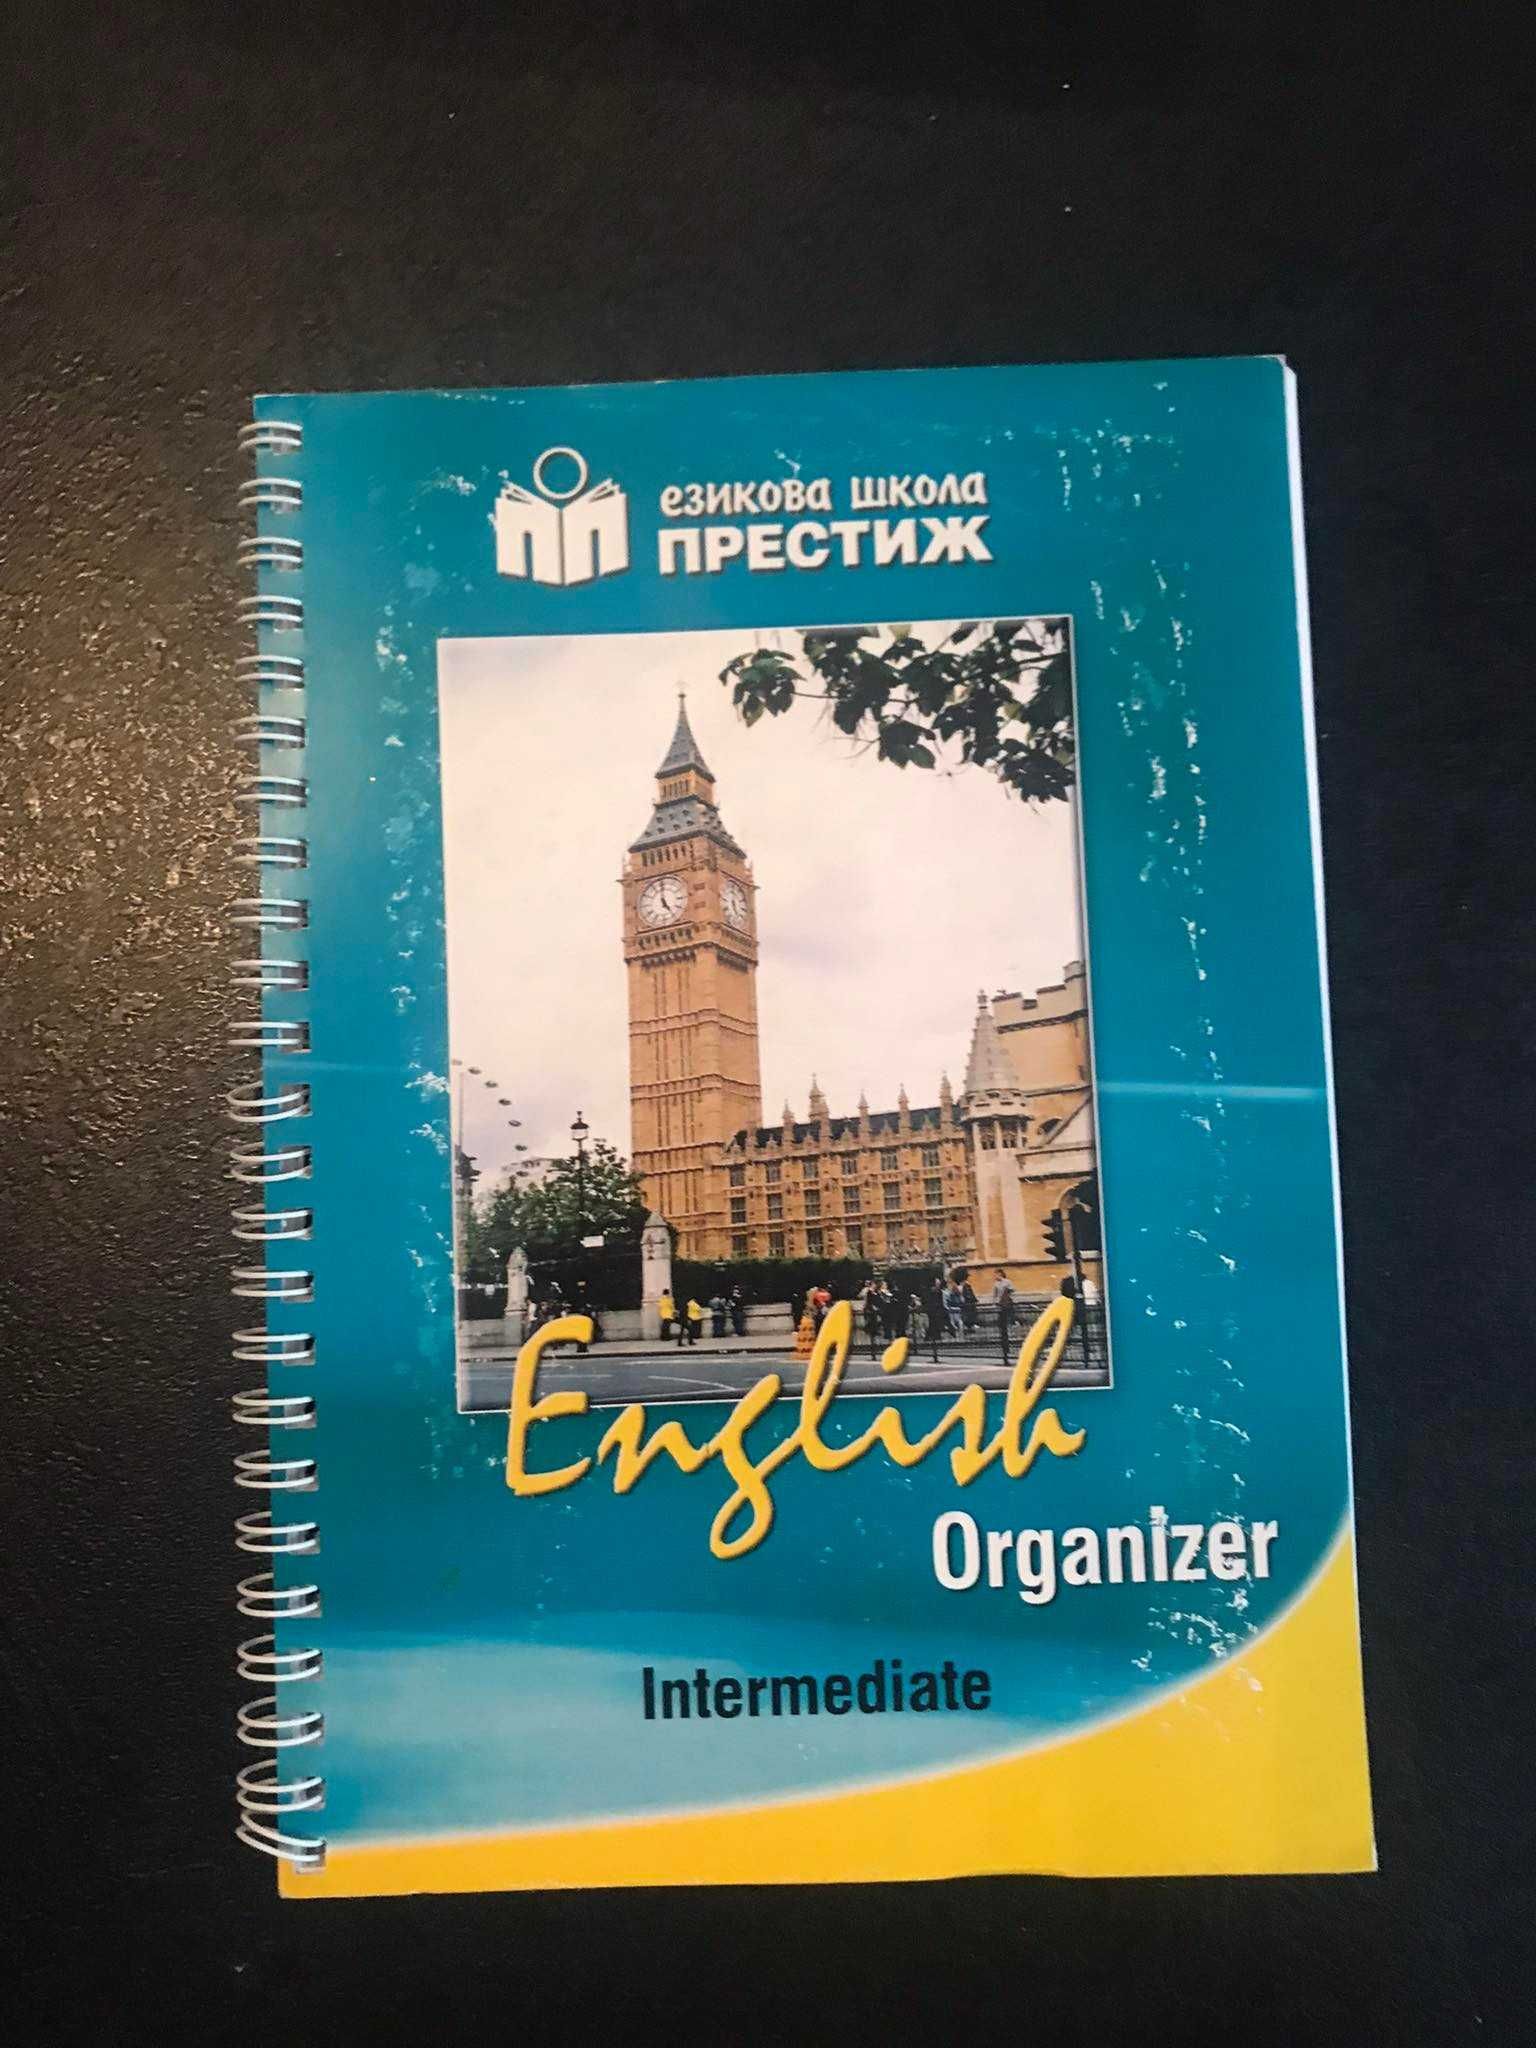 езикова школа
ПРЕСТИЖ
English
Organizer
Intermediate